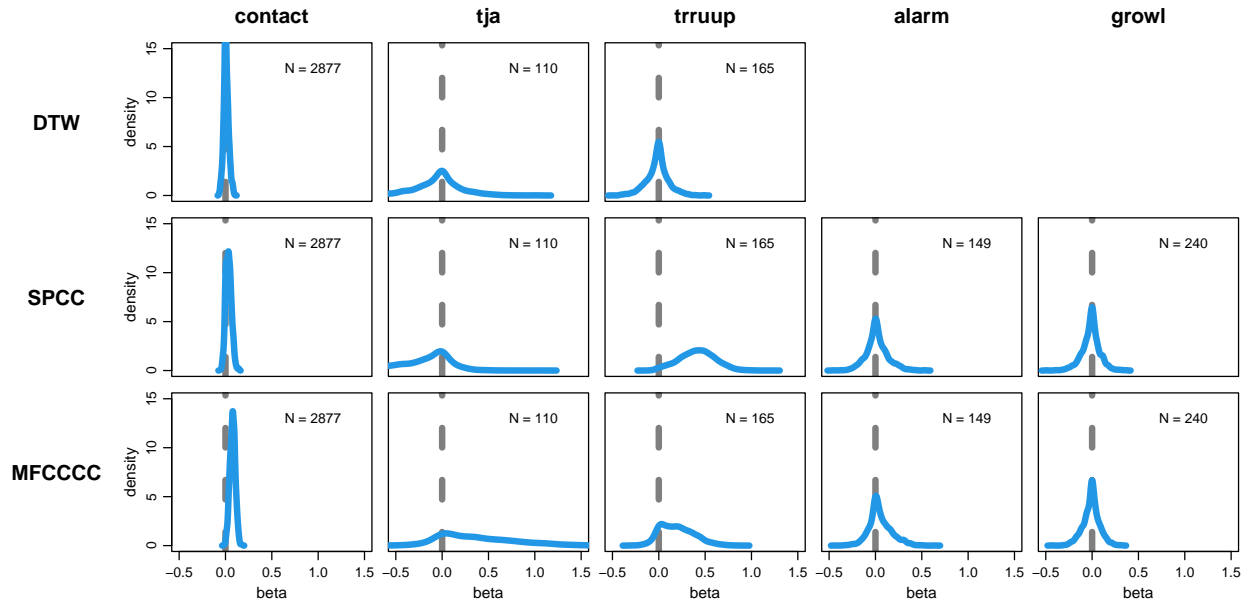 contact tja trruup alarm growl
DTW
density
15
10
5
0
N = 2877
N = 110
N = 165
SPCC
density
15
10
5
0
N = 2877
N = 110
N = 165
N = 149
N = 240
MFCCCC
density
15
10
5
0
N = 2877
N = 110
N = 165
N = 149
N = 240
−0.5 0.0 0.5 1.0 1.5
−0.5 0.0 0.5 1.0 1.5
−0.5 0.0 0.5 1.0 1.5
−0.5 0.0 0.5 1.0 1.5
−0.5 0.0 0.5 1.0 1.5
beta beta beta beta beta